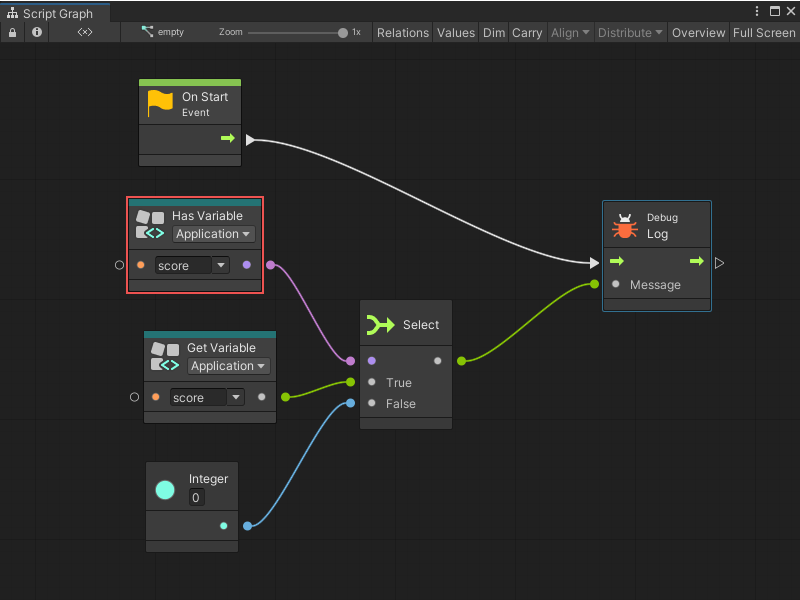 Script Graph
<×> empty Zoom 1x Relations Values Dim Carry Align Distribute Overview Full Screen
On Start
Event
Has Variable
Application
score
Debug
Log
Message
Select
True
False
Get Variable
Application
score
Integer
0